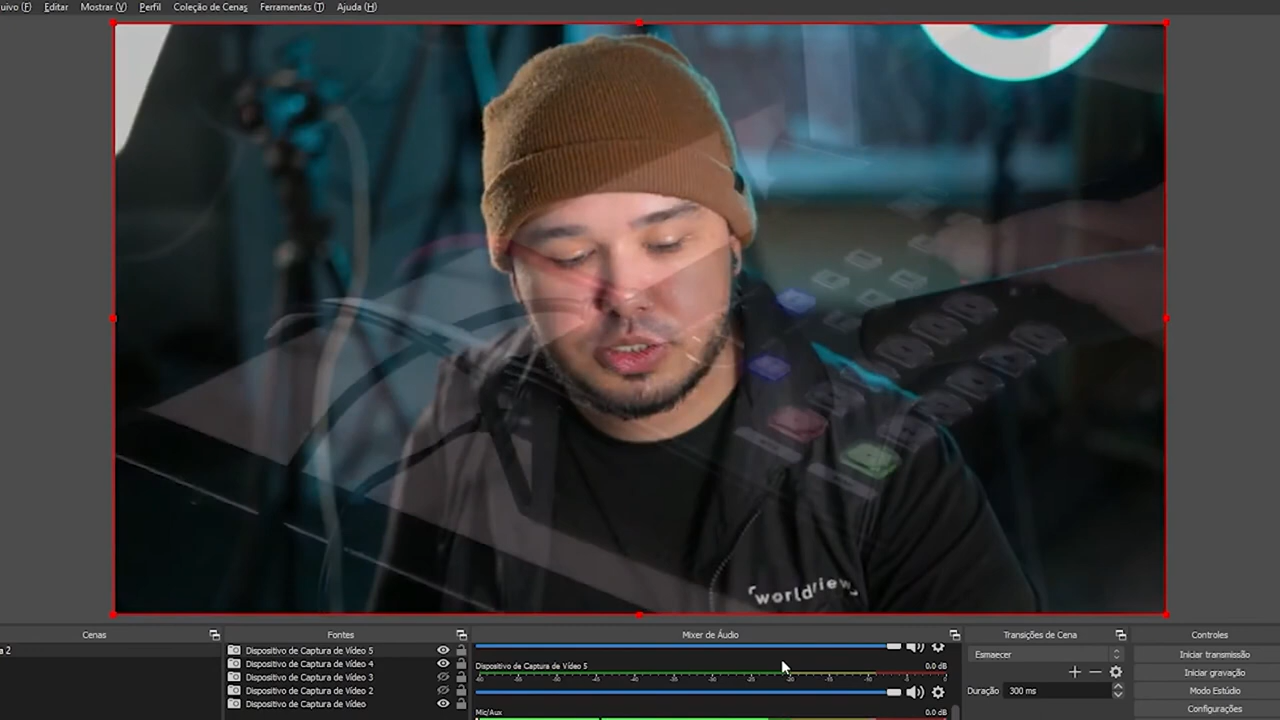 uivo (F) Editar Mostrar (V) Perfil Coleção de Cenas Ferramentas (T) Ajuda (H)
worldview
Cenas
a 2
Fontes
Dispositivo de Captura de Vídeo 5
Dispositivo de Captura de Vídeo 4
Dispositivo de Captura de Vídeo 3
Dispositivo de Captura de Vídeo 2
Dispositivo de Captura de Vídeo
Mixer de Áudio
Dispositivo de Captura de Vídeo 5 0.0 dB
Mic/Aux 0.0 dB
Transições de Cena
Esmaecer
Duração 300 ms
Controles
Iniciar transmissão
Iniciar gravação
Modo Estúdio
Configurações